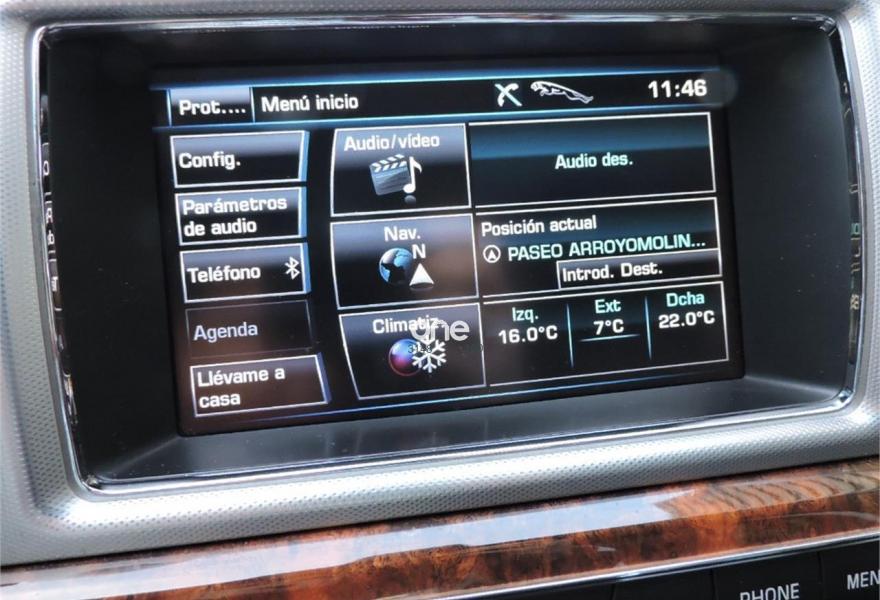 Prot.... Menú inicio 11:46
Config.
Parámetros
de audio
Teléfono
Agenda
Llévame a
casa
Audio/vídeo
Nav.
N
Climatiz.
one
Audio des.
Posición actual
PASEO ARROYOMOLIN...
Introd. Dest.
Izq. Ext Dcha
16.0°C 7°C 22.0°C
PHONE
MEN